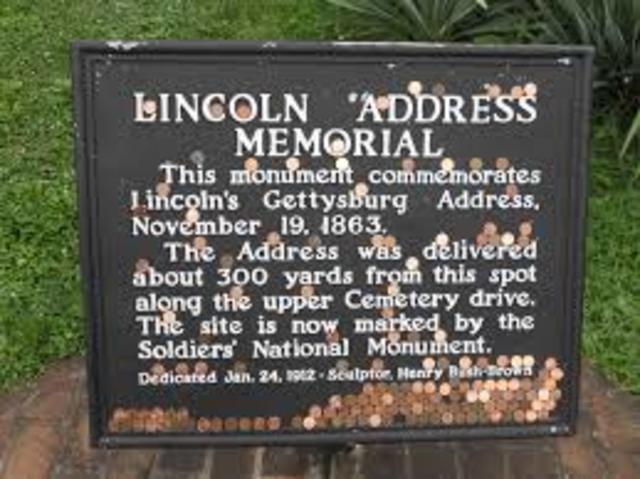 LINCOLN ADDRESS
MEMORIAL
This monument commemorates
Lincoln's Gettysburg Address,
November 19, 1863.
The Address was delivered
about 300 yards from this spot
along the upper Cemetery drive.
The site is now marked by the
Soldiers' National Monument.
Dedicated Jan. 24, 1912 - Sculptor, Henry Bush-Brown